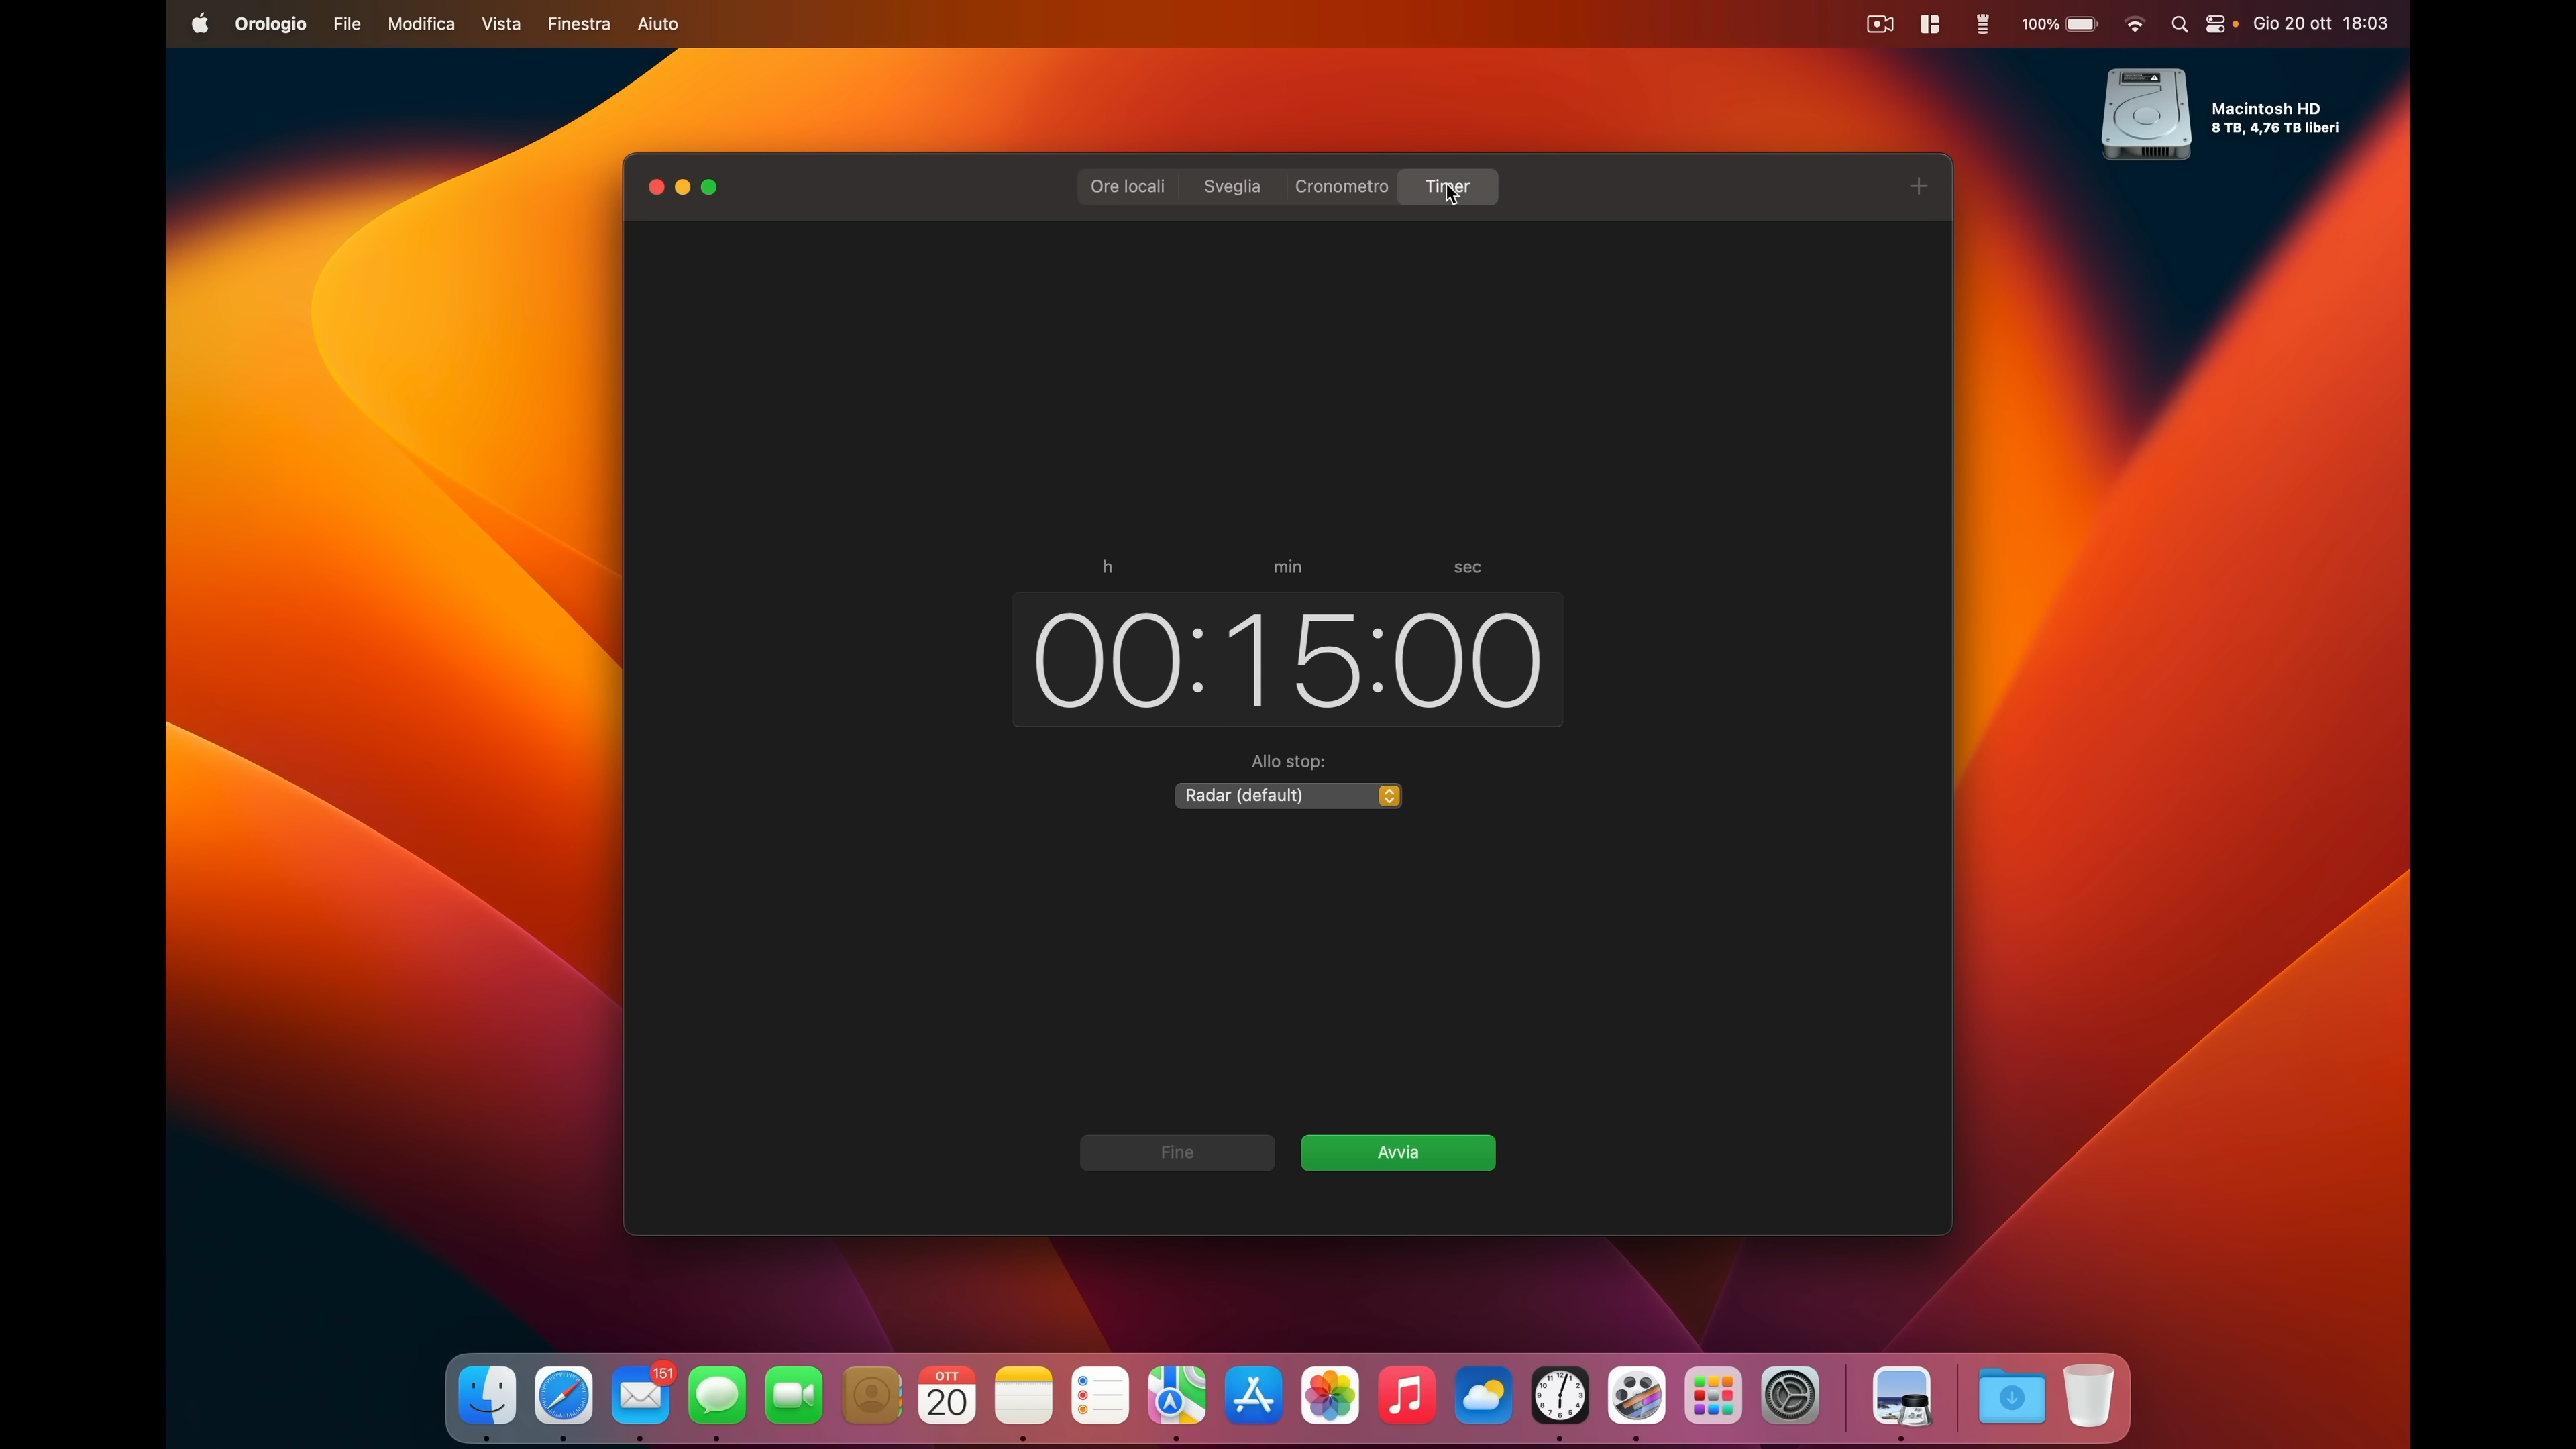 Orologio File Modifica Vista Finestra Aiuto 100% Gio 20 ott 18:03
Macintosh HD
8 TB, 4,76 TB liberi
Ore locali Sveglia Cronometro Timer
h min sec
00:15:00
Allo stop:
Radar (default)
Fine Avvia
151
OTT
20